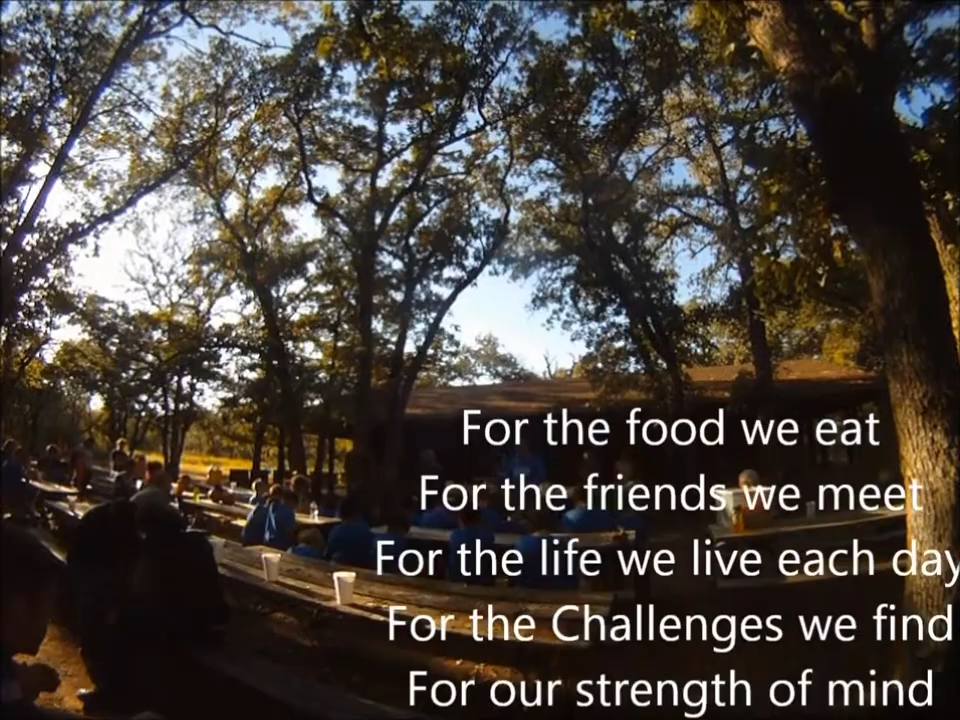 For the food we eat
For the friends we meet
For the life we live each day
For the Challenges we find
For our strength of mind